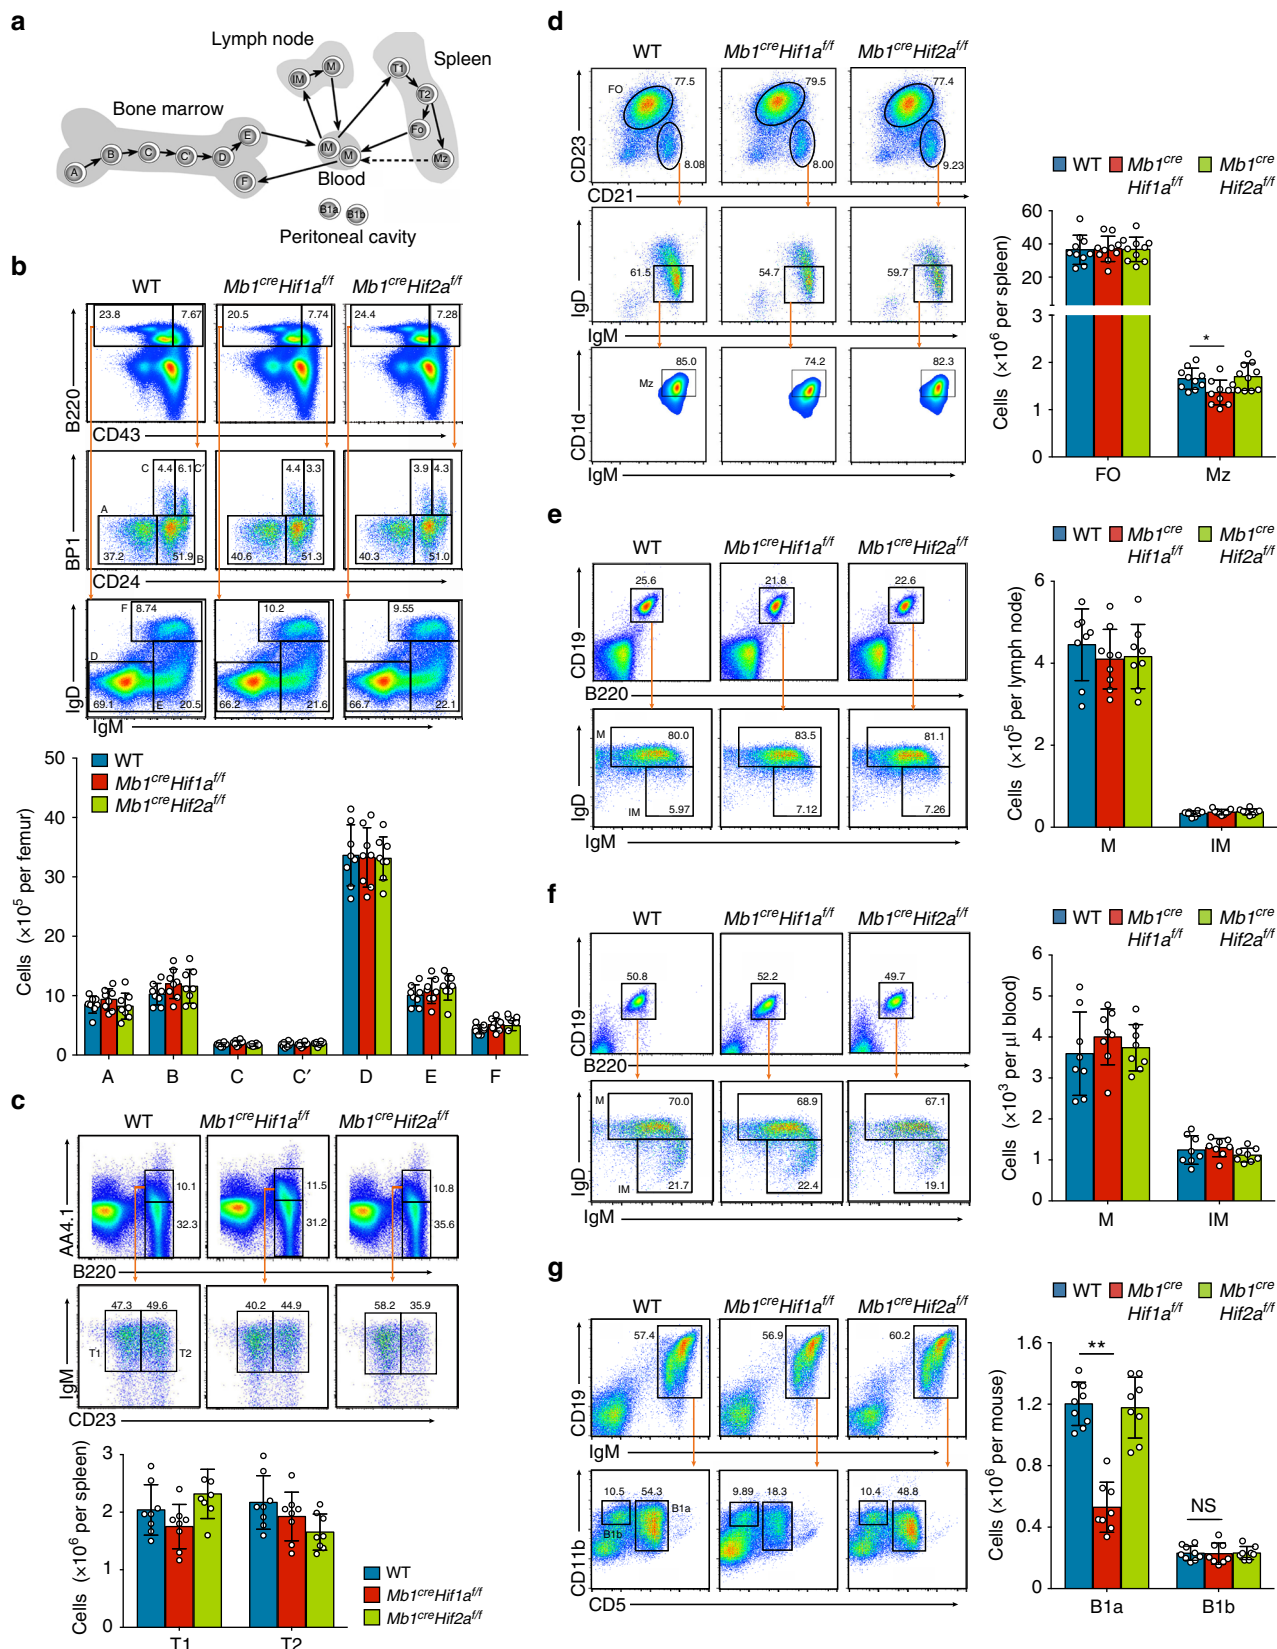 a
Lymph node
Spleen
Bone marrow
Blood
Peritoneal cavity
A
B
C
C′
D
E
F
IM
M
IM
M
T1
T2
Fo
Mz
B1a
B1b
b
WT
Mb1creHif1af/f
Mb1creHif2af/f
23.8
7.67
20.5
7.74
24.4
7.28
B220
CD43
C
4.4
6.1
C′
4.4
3.3
3.9
4.3
A
37.2
51.9
B
40.6
51.3
40.3
51.0
BP1
CD24
F
8.74
10.2
9.55
D
69.1
E
20.5
66.2
21.6
66.7
22.1
IgD
IgM
WT
Mb1creHif1af/f
Mb1creHif2af/f
50
40
30
20
10
0
Cells (×10⁵ per femur)
A
B
C
C′
D
E
F
c
WT
Mb1creHif1af/f
Mb1creHif2af/f
10.1
32.3
11.5
31.2
10.8
35.6
AA4.1
B220
47.3
49.6
40.2
44.9
58.2
35.9
T1
T2
IgM
CD23
3
2
1
0
Cells (×10⁶ per spleen)
T1
T2
WT
Mb1creHif1af/f
Mb1creHif2af/f
d
WT
Mb1creHif1af/f
Mb1creHif2af/f
FO
77.5
8.08
79.5
8.00
77.4
9.23
CD23
CD21
61.5
54.7
59.7
IgD
IgM
Mz
85.0
74.2
82.3
CD1d
IgM
WT
Mb1cre
Hif1af/f
Mb1cre
Hif2af/f
60
40
20
3
2
1
0
Cells (×10⁶ per spleen)
*
FO
Mz
e
WT
Mb1creHif1af/f
Mb1creHif2af/f
25.6
21.8
22.6
CD19
B220
M
80.0
83.5
81.1
IM
5.97
7.12
7.26
IgD
IgM
WT
Mb1cre
Hif1af/f
Mb1cre
Hif2af/f
6
4
2
0
Cells (×10⁵ per lymph node)
M
IM
f
WT
Mb1creHif1af/f
Mb1creHif2af/f
50.8
52.2
49.7
CD19
B220
M
70.0
68.9
67.1
IM
21.7
22.4
19.1
IgD
IgM
WT
Mb1cre
Hif1af/f
Mb1cre
Hif2af/f
6
5
4
3
2
1
0
Cells (×10³ per µl blood)
M
IM
g
WT
Mb1creHif1af/f
Mb1creHif2af/f
57.4
56.9
60.2
CD19
IgM
10.5
54.3
B1a
B1b
9.89
18.3
10.4
48.8
CD11b
CD5
WT
Mb1cre
Hif1af/f
Mb1cre
Hif2af/f
1.6
1.2
0.8
0.4
0
Cells (×10⁶ per mouse)
**
NS
B1a
B1b